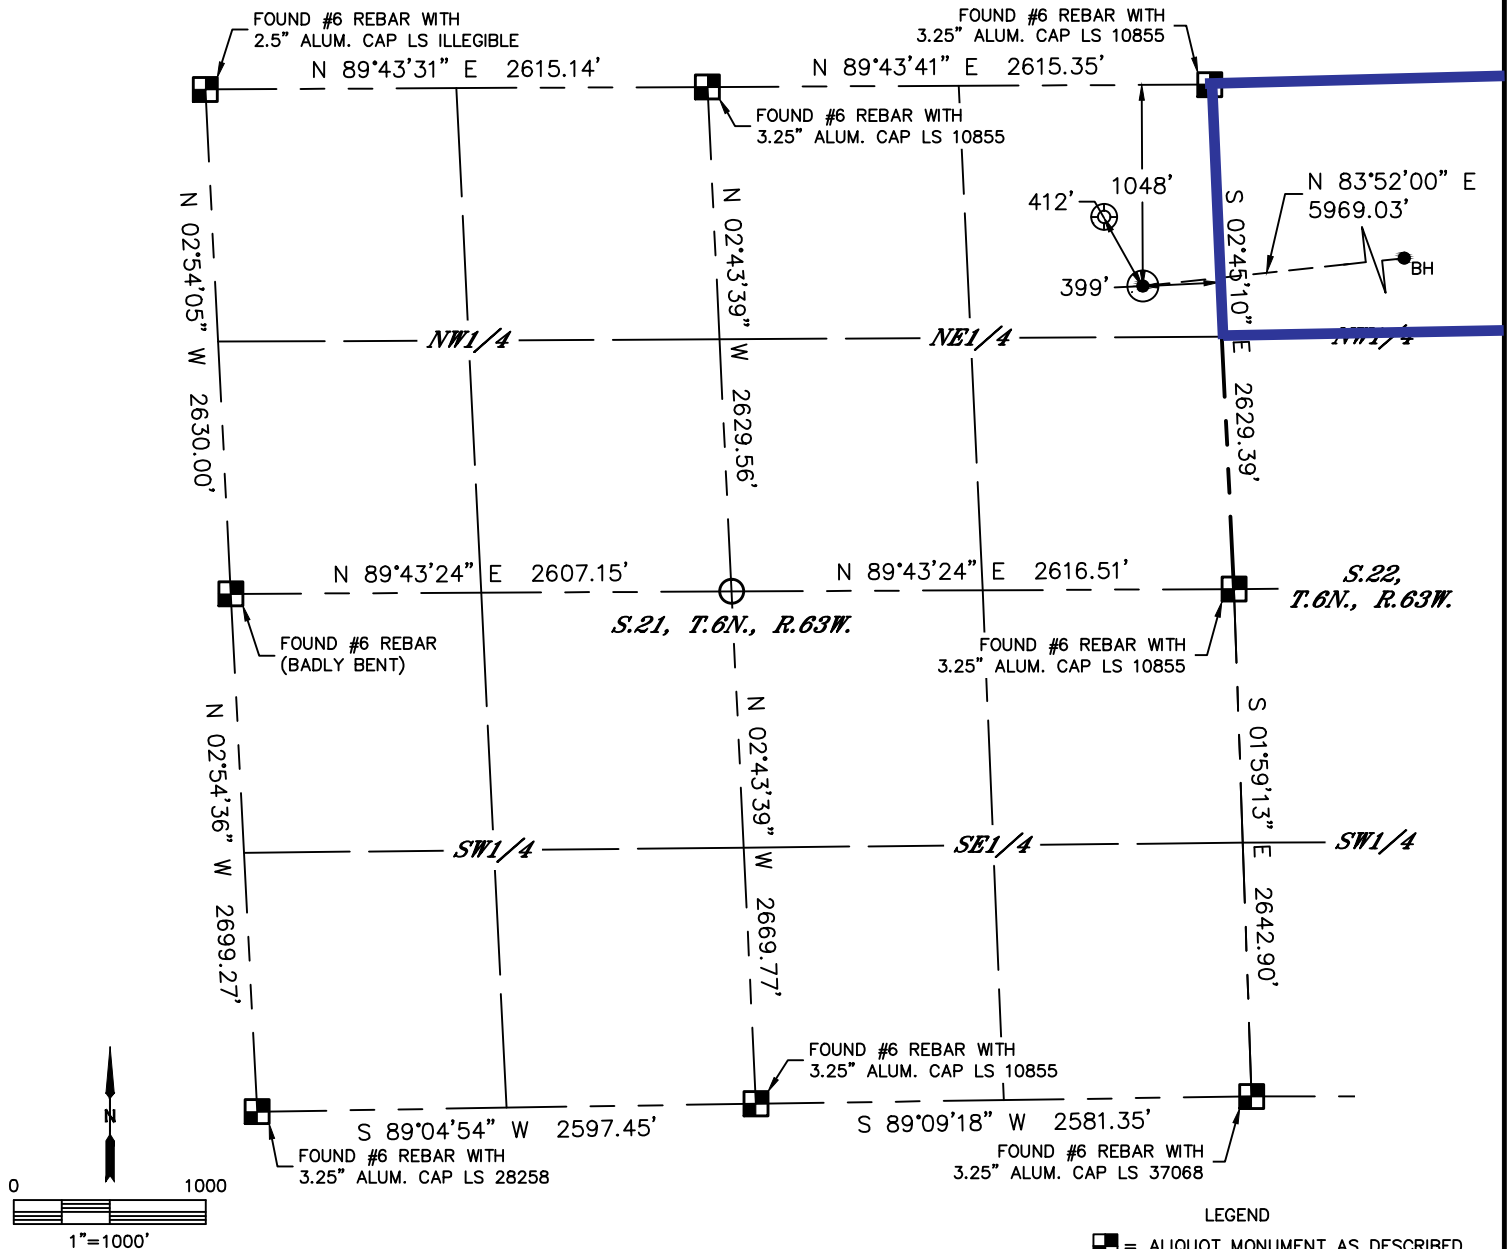 FOUND #6 REBAR WITH
2.5" ALUM. CAP LS ILLEGIBLE
FOUND #6 REBAR WITH
3.25" ALUM. CAP LS 10855
N 89°43'31" E 2615.14'
N 89°43'41" E 2615.35'
FOUND #6 REBAR WITH
3.25" ALUM. CAP LS 10855
N 02°54'05" W 2630.00'
N 02°43'39" W 2629.56'
412'
1048'
399'
S 02°45'10" E 2629.39'
N 83°52'00" E
5969.03'
BH
NW1/4
NE1/4
NW1/4
N 89°43'24" E 2607.15'
N 89°43'24" E 2616.51'
S.22,
T.6N., R.63W.
S.21, T.6N., R.63W.
FOUND #6 REBAR
(BADLY BENT)
FOUND #6 REBAR WITH
3.25" ALUM. CAP LS 10855
N 02°54'36" W 2699.27'
N 02°43'39" W 2669.77'
S 01°59'13" E 2642.90'
SW1/4
SE1/4
SW1/4
FOUND #6 REBAR WITH
3.25" ALUM. CAP LS 10855
N
S 89°04'54" W 2597.45'
S 89°09'18" W 2581.35'
FOUND #6 REBAR WITH
3.25" ALUM. CAP LS 28258
FOUND #6 REBAR WITH
3.25" ALUM. CAP LS 37068
0 1000
1"=1000'
LEGEND
= ALIQUOT MONUMENT AS DESCRIBED